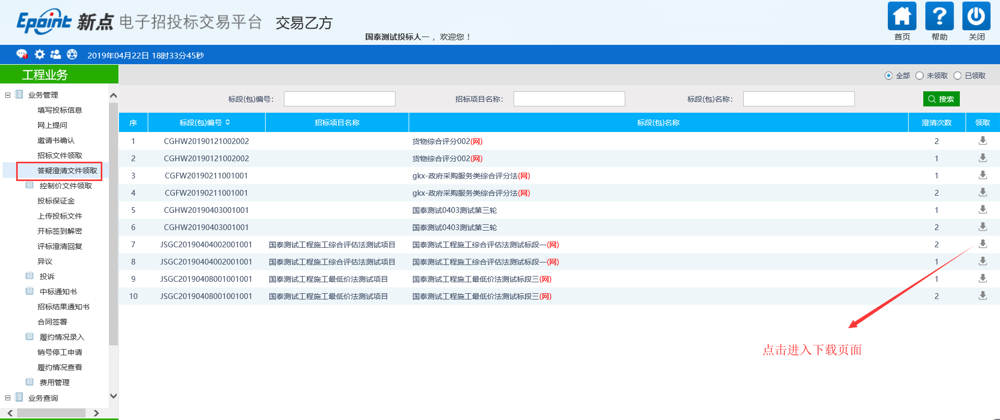 Epoint 新点 电子招投标交易平台 交易乙方
国泰测试投标人一 ，欢迎您！
首页 帮助 关闭
2019年04月22日 18时33分45秒
工程业务
全部 未领取 已领取
业务管理
填写投标信息
网上提问
邀请书确认
招标文件领取
答疑澄清文件领取
控制价文件领取
投标保证金
上传投标文件
开标签到解密
评标澄清回复
异议
投诉
中标通知书
招标结果通知书
合同签署
履约情况录入
销号停工申请
履约情况查看
费用管理
业务查询
标段(包)编号： 招标项目名称： 标段(包)名称： 搜索
序 标段(包)编号 招标项目名称 标段(包)名称 澄清次数 领取
1 CGHW20190121002002 货物综合评分002(网) 2
2 CGHW20190121002002 货物综合评分002(网) 1
3 CGFW20190211001001 gkx-政府采购服务类综合评分法(网) 1
4 CGFW20190211001001 gkx-政府采购服务类综合评分法(网) 2
5 CGHW20190403001001 国泰测试0403测试第三轮 1
6 CGHW20190403001001 国泰测试0403测试第三轮 2
7 JSGC20190404002001001 国泰测试工程施工综合评估法测试项目 国泰测试工程施工综合评估法测试标段一(网) 2
8 JSGC20190404002001001 国泰测试工程施工综合评估法测试项目 国泰测试工程施工综合评估法测试标段一(网) 1
9 JSGC20190408001001001 国泰测试工程施工最低价法测试项目 国泰测试工程施工最低价法测试标段三(网) 1
10 JSGC20190408001001001 国泰测试工程施工最低价法测试项目 国泰测试工程施工最低价法测试标段三(网) 2
点击进入下载页面